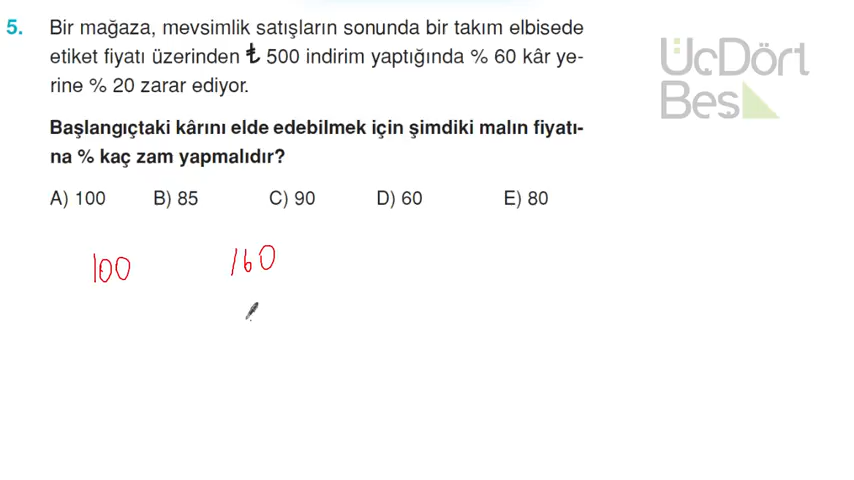 5. Bir mağaza, mevsimlik satışların sonunda bir takım elbisede
etiket fiyatı üzerinden ₺ 500 indirim yaptığında % 60 kâr ye-
rine % 20 zarar ediyor.
Başlangıçtaki kârını elde edebilmek için şimdiki malın fiyatı-
na % kaç zam yapmalıdır?
A) 100 B) 85 C) 90 D) 60 E) 80
100 160
ÜçDört
Beş